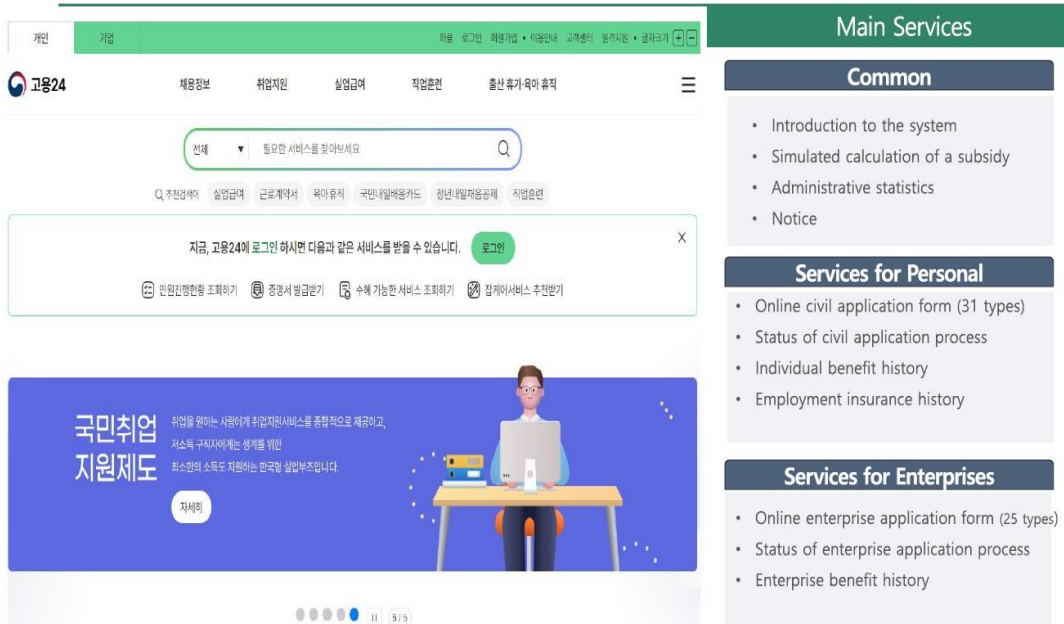 개인
기업
퍼블 로그인 회원가입 • 이용안내 고객센터 원격지원 • 글자크기 + −
고용24
채용정보 취업지원 실업급여 직업훈련 출산 휴가·육아 휴직
전체 ▼ 필요한 서비스를 찾아보세요
추천검색어 실업급여 근로계약서 육아휴직 국민내일배움카드 청년내일채움공제 직업훈련
지금, 고용24에 로그인 하시면 다음과 같은 서비스를 받을 수 있습니다. 로그인 X
민원진행현황 조회하기 증명서 발급받기 수혜 가능한 서비스 조회하기 잡케어서비스 추천받기
국민취업
지원제도
취업을 원하는 사람에게 취업지원서비스를 종합적으로 제공하고,
저소득 구직자에게는 생계를 위한
최소한의 소득도 지원하는 한국형 실업부조입니다.
자세히
5/5
Main Services
Common
• Introduction to the system
• Simulated calculation of a subsidy
• Administrative statistics
• Notice
Services for Personal
• Online civil application form (31 types)
• Status of civil application process
• Individual benefit history
• Employment insurance history
Services for Enterprises
• Online enterprise application form (25 types)
• Status of enterprise application process
• Enterprise benefit history